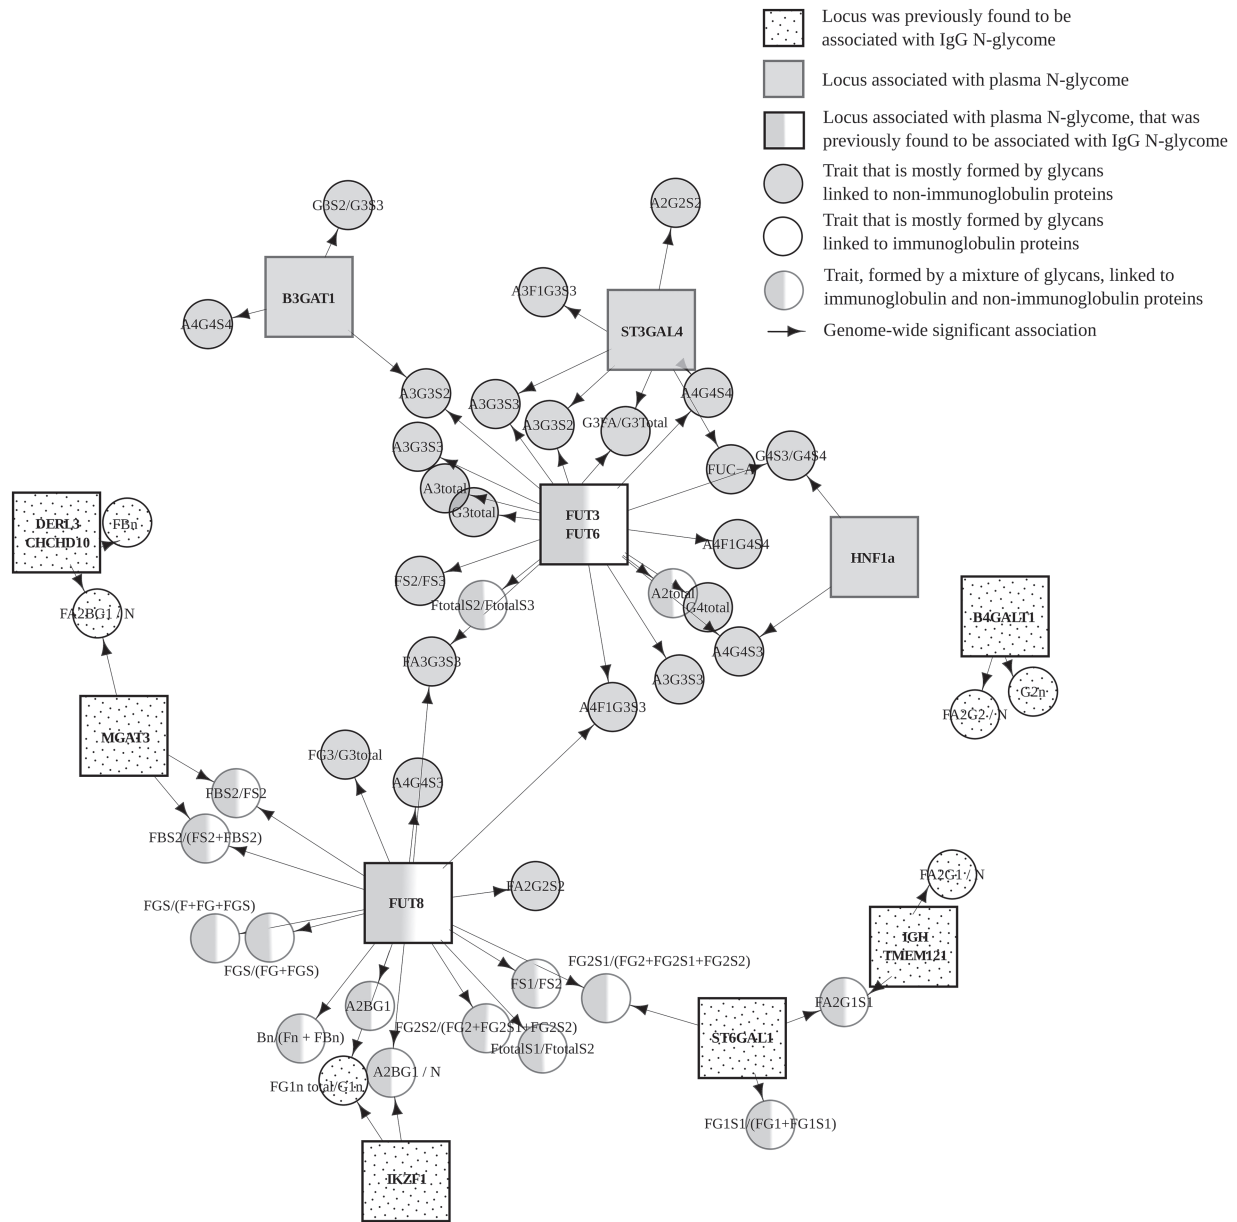 Locus was previously found to be
associated with IgG N-glycome
Locus associated with plasma N-glycome
Locus associated with plasma N-glycome, that was
previously found to be associated with IgG N-glycome
Trait that is mostly formed by glycans
linked to non-immunoglobulin proteins
Trait that is mostly formed by glycans
linked to immunoglobulin proteins
Trait, formed by a mixture of glycans, linked to
immunoglobulin and non-immunoglobulin proteins
Genome-wide significant association
G3S2/G3S3
A2G2S2
B3GAT1
A3F1G3S3
A4G4S4
ST3GAL4
A3G3S2
A3G3S3
A4G4S4
A3G3S2
G3FA/G3Total
A3G3S3
G4S3/G4S4
FUC-A
A3total
G3total
FUT3
FUT6
DERL3
CHCHD10
FBn
A4F1G4S4
HNF1a
FS2/FS3
A2total
FtotalS2/FtotalS3
G4total
FA2BG1 / N
B4GALT1
A4G4S3
FA3G3S3
A3G3S3
G2n
A4F1G3S3
FA2G2 / N
MGAT3
FG3/G3total
A4G4S3
FBS2/FS2
FBS2/(FS2+FBS2)
FA2G1 / N
FA2G2S2
FUT8
FGS/(F+FG+FGS)
IGH
TMEM121
FGS/(FG+FGS)
FG2S1/(FG2+FG2S1+FG2S2)
FS1/FS2
FA2G1S1
A2BG1
FG2S2/(FG2+FG2S1+FG2S2)
Bn/(Fn + FBn)
ST6GAL1
FtotalS1/FtotalS2
A2BG1 / N
FG1n total/G1n
FG1S1/(FG1+FG1S1)
IKZF1